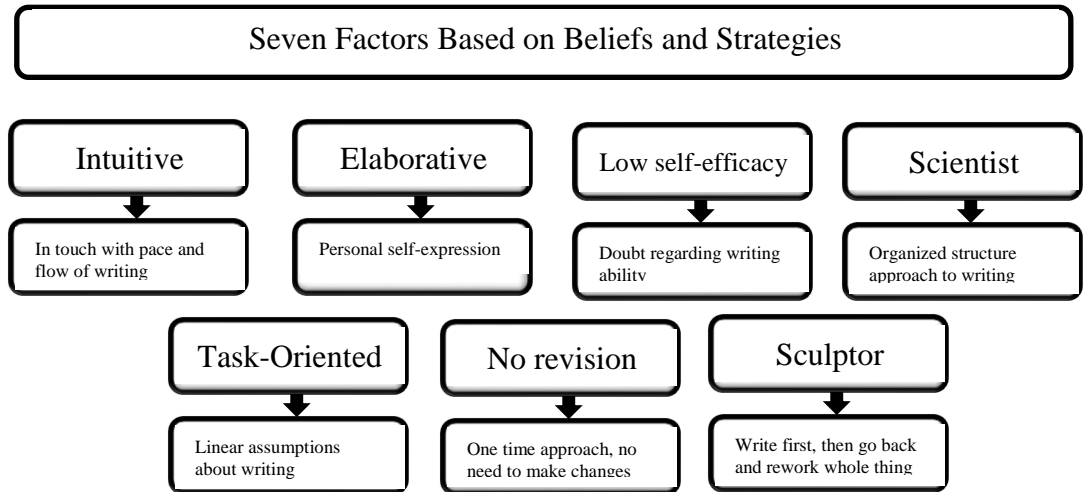 Seven Factors Based on Beliefs and Strategies
Intuitive
In touch with pace and
flow of writing
Elaborative
Personal self-expression
Low self-efficacy
Doubt regarding writing
ability
Scientist
Organized structure
approach to writing
Task-Oriented
Linear assumptions
about writing
No revision
One time approach, no
need to make changes
Sculptor
Write first, then go back
and rework whole thing